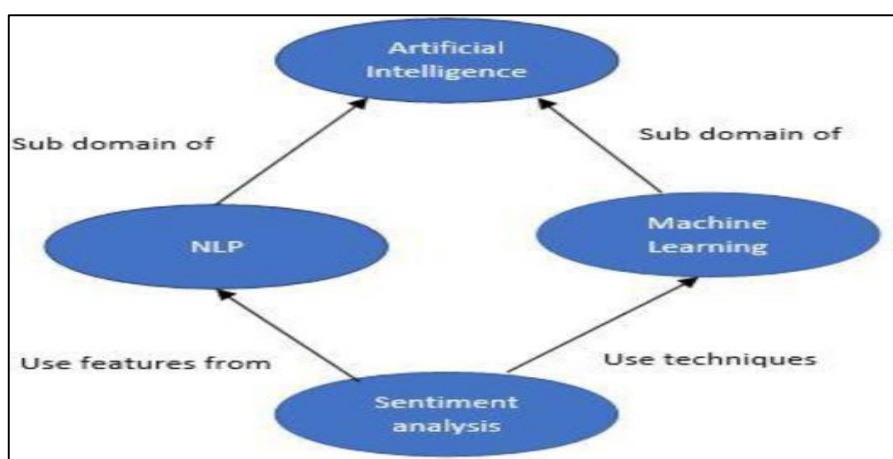 Artificial
Intelligence
Sub domain of
Sub domain of
NLP
Machine
Learning
Use features from
Use techniques
Sentiment
analysis